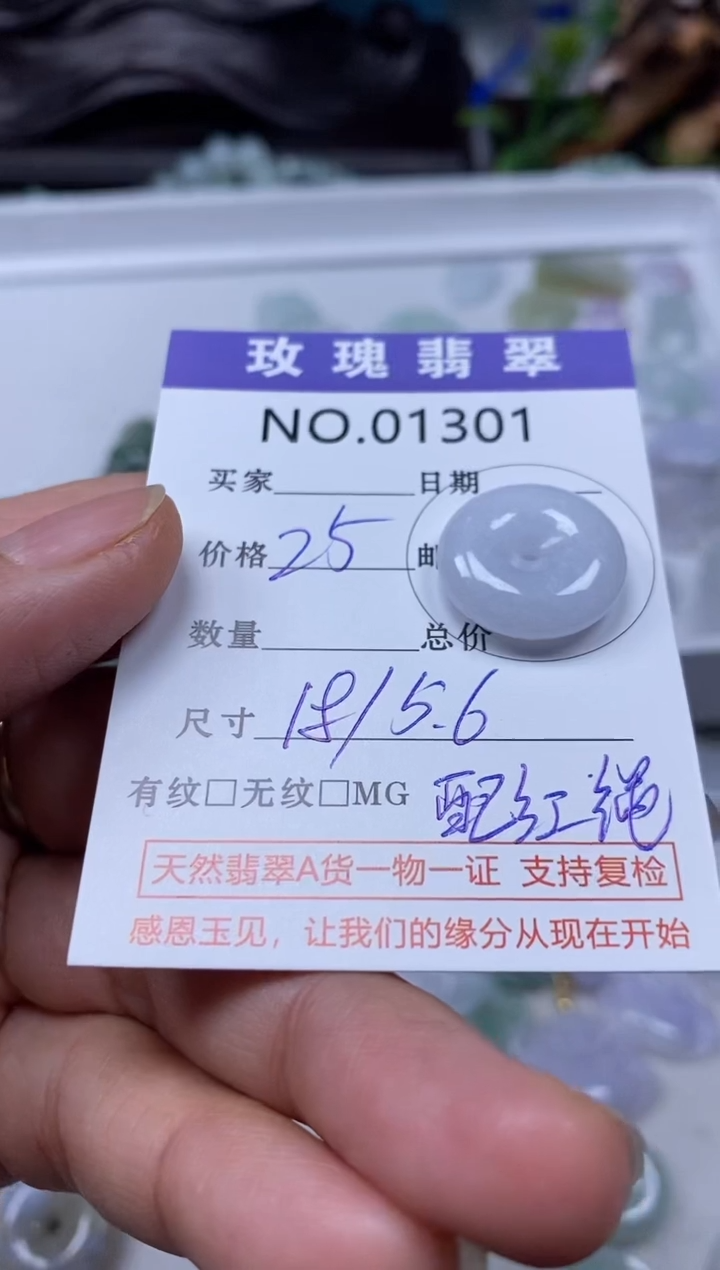 玫瑰翡翠
NO.01301
买家 日期
价格 25 邮
数量 总价
尺寸 18/5.6
有纹□无纹□MG 配红绳
天然翡翠A货一物一证 支持复检
感恩玉见，让我们的缘分从现在开始